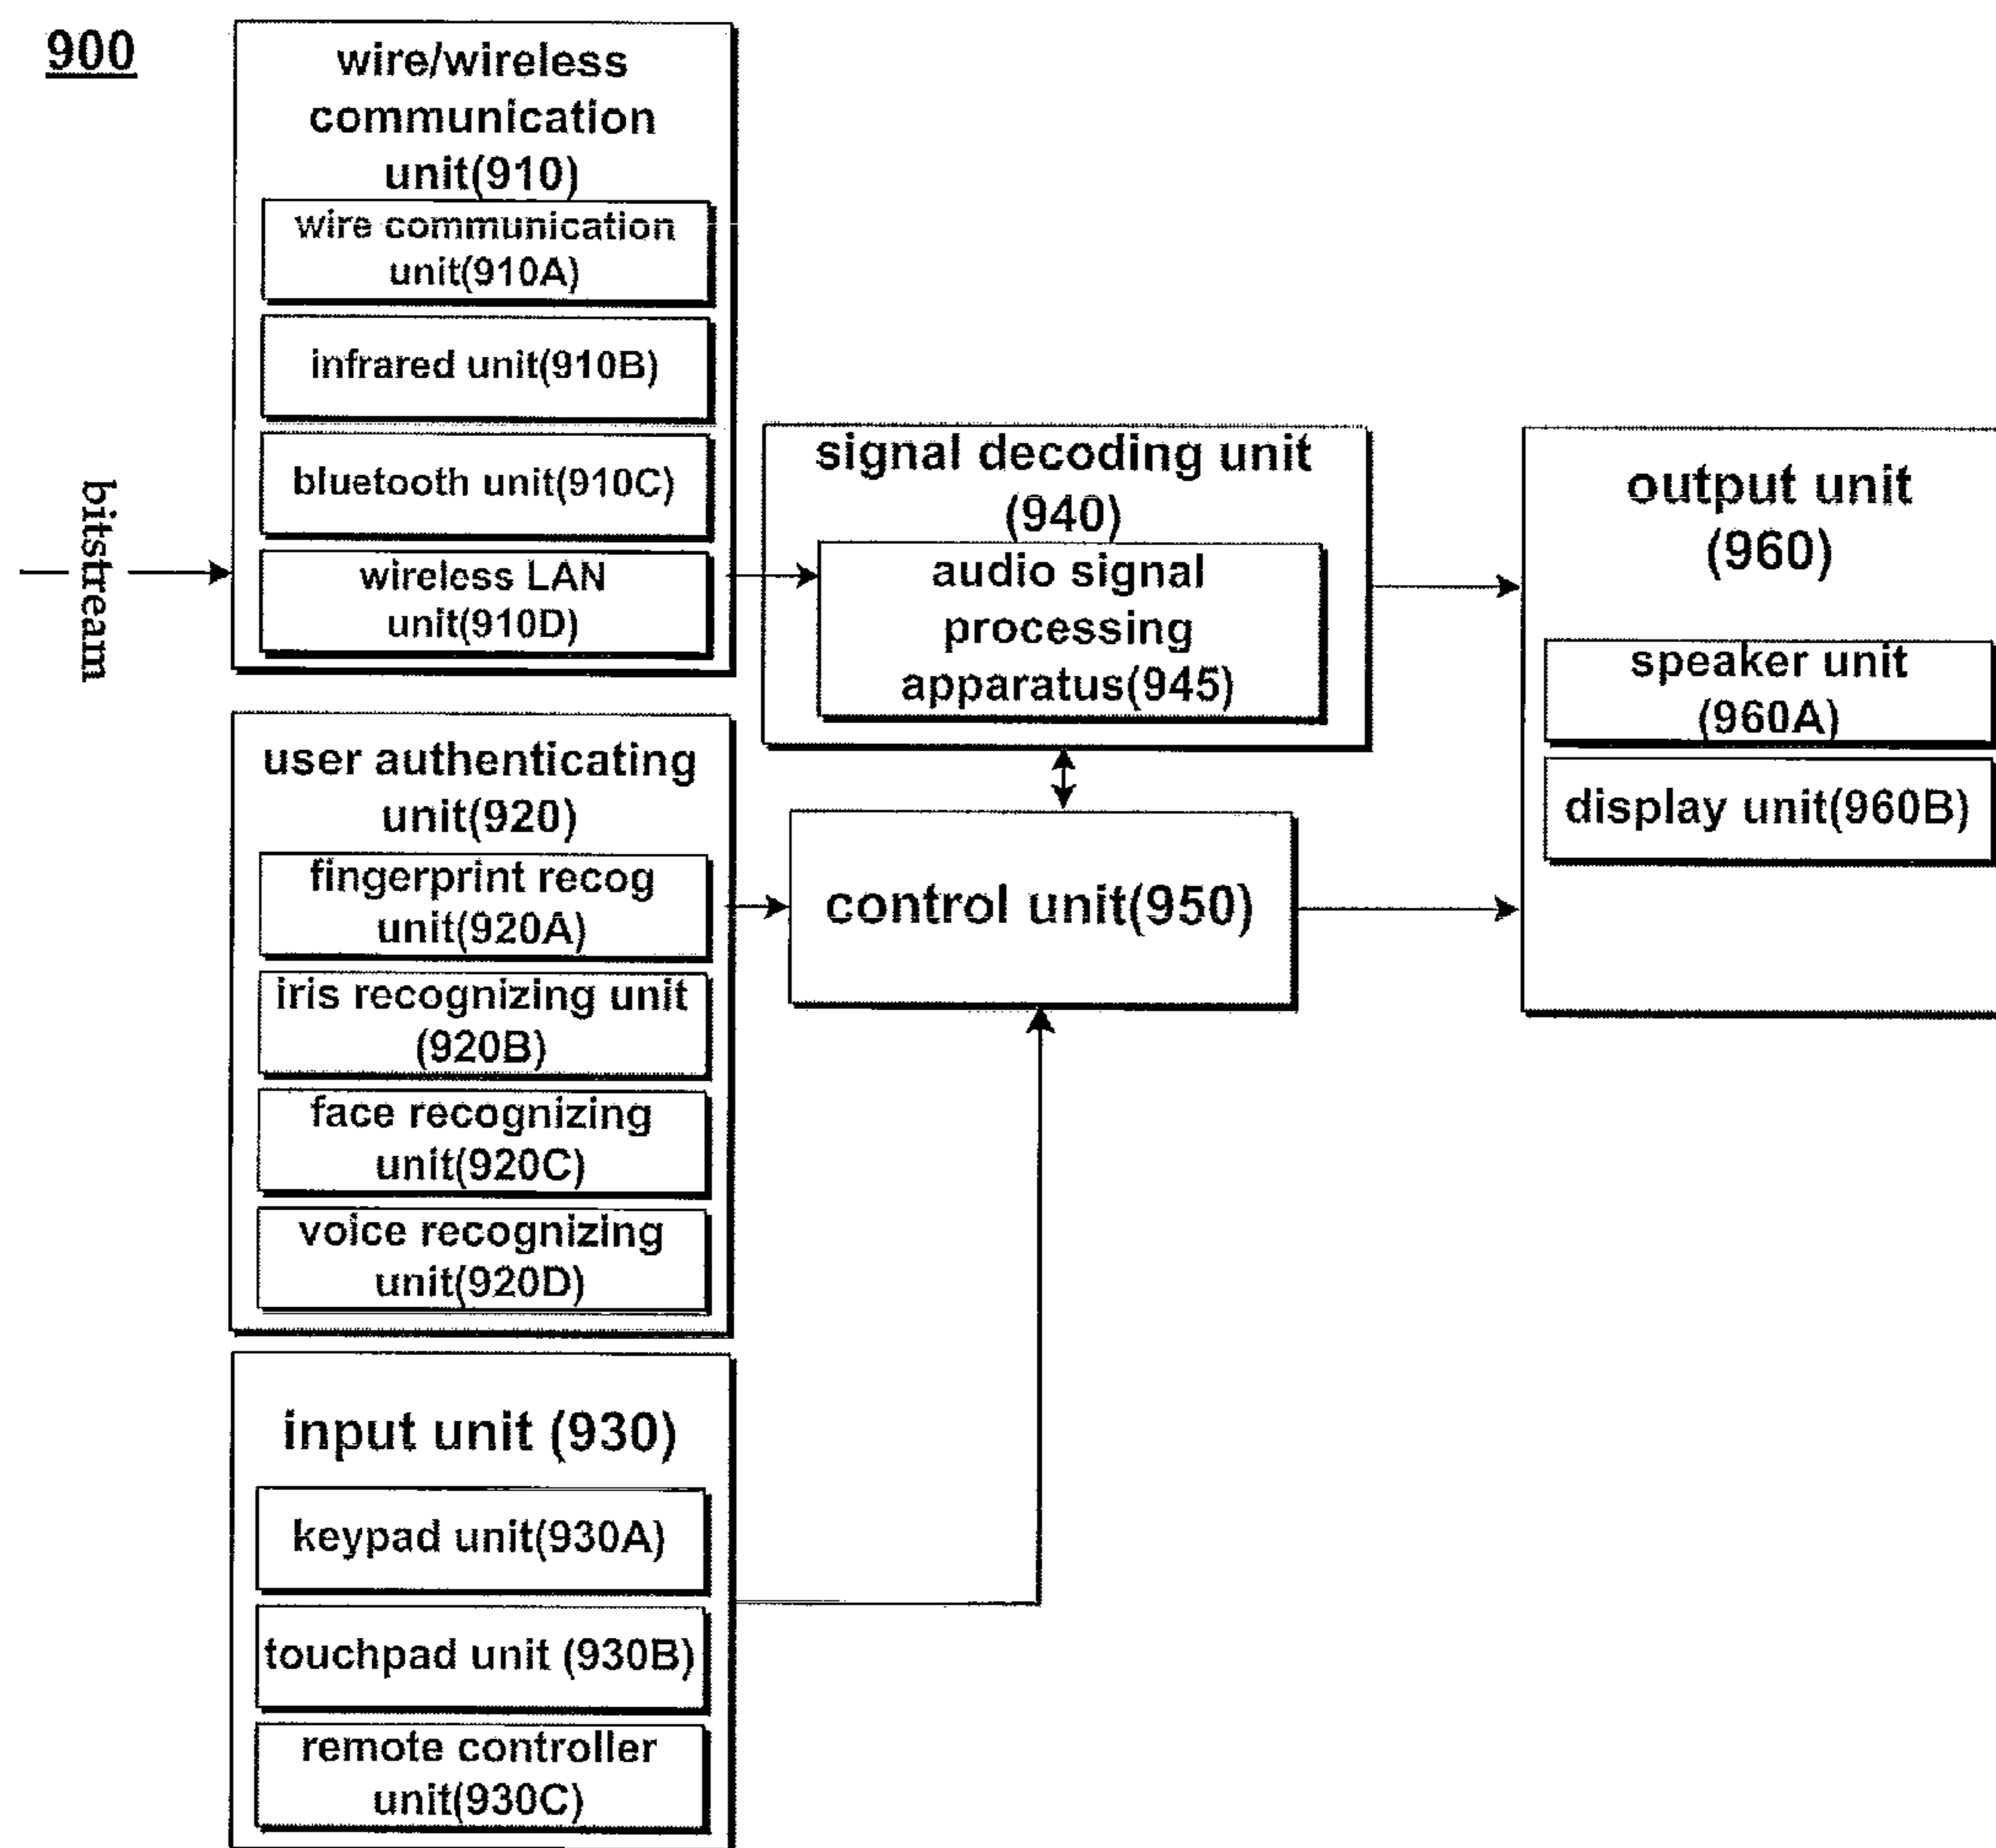 900
wire/wireless
communication
unit(910)
wire communication
unit(910A)
infrared unit(910B)
bluetooth unit(910C)
wireless LAN
unit(910D)
bitstream
user authenticating
unit(920)
fingerprint recog
unit(920A)
iris recognizing unit
(920B)
face recognizing
unit(920C)
voice recognizing
unit(920D)
input unit (930)
keypad unit(930A)
touchpad unit (930B)
remote controller
unit(930C)
signal decoding unit
(940)
audio signal
processing
apparatus(945)
control unit(950)
output unit
(960)
speaker unit
(960A)
display unit(960B)